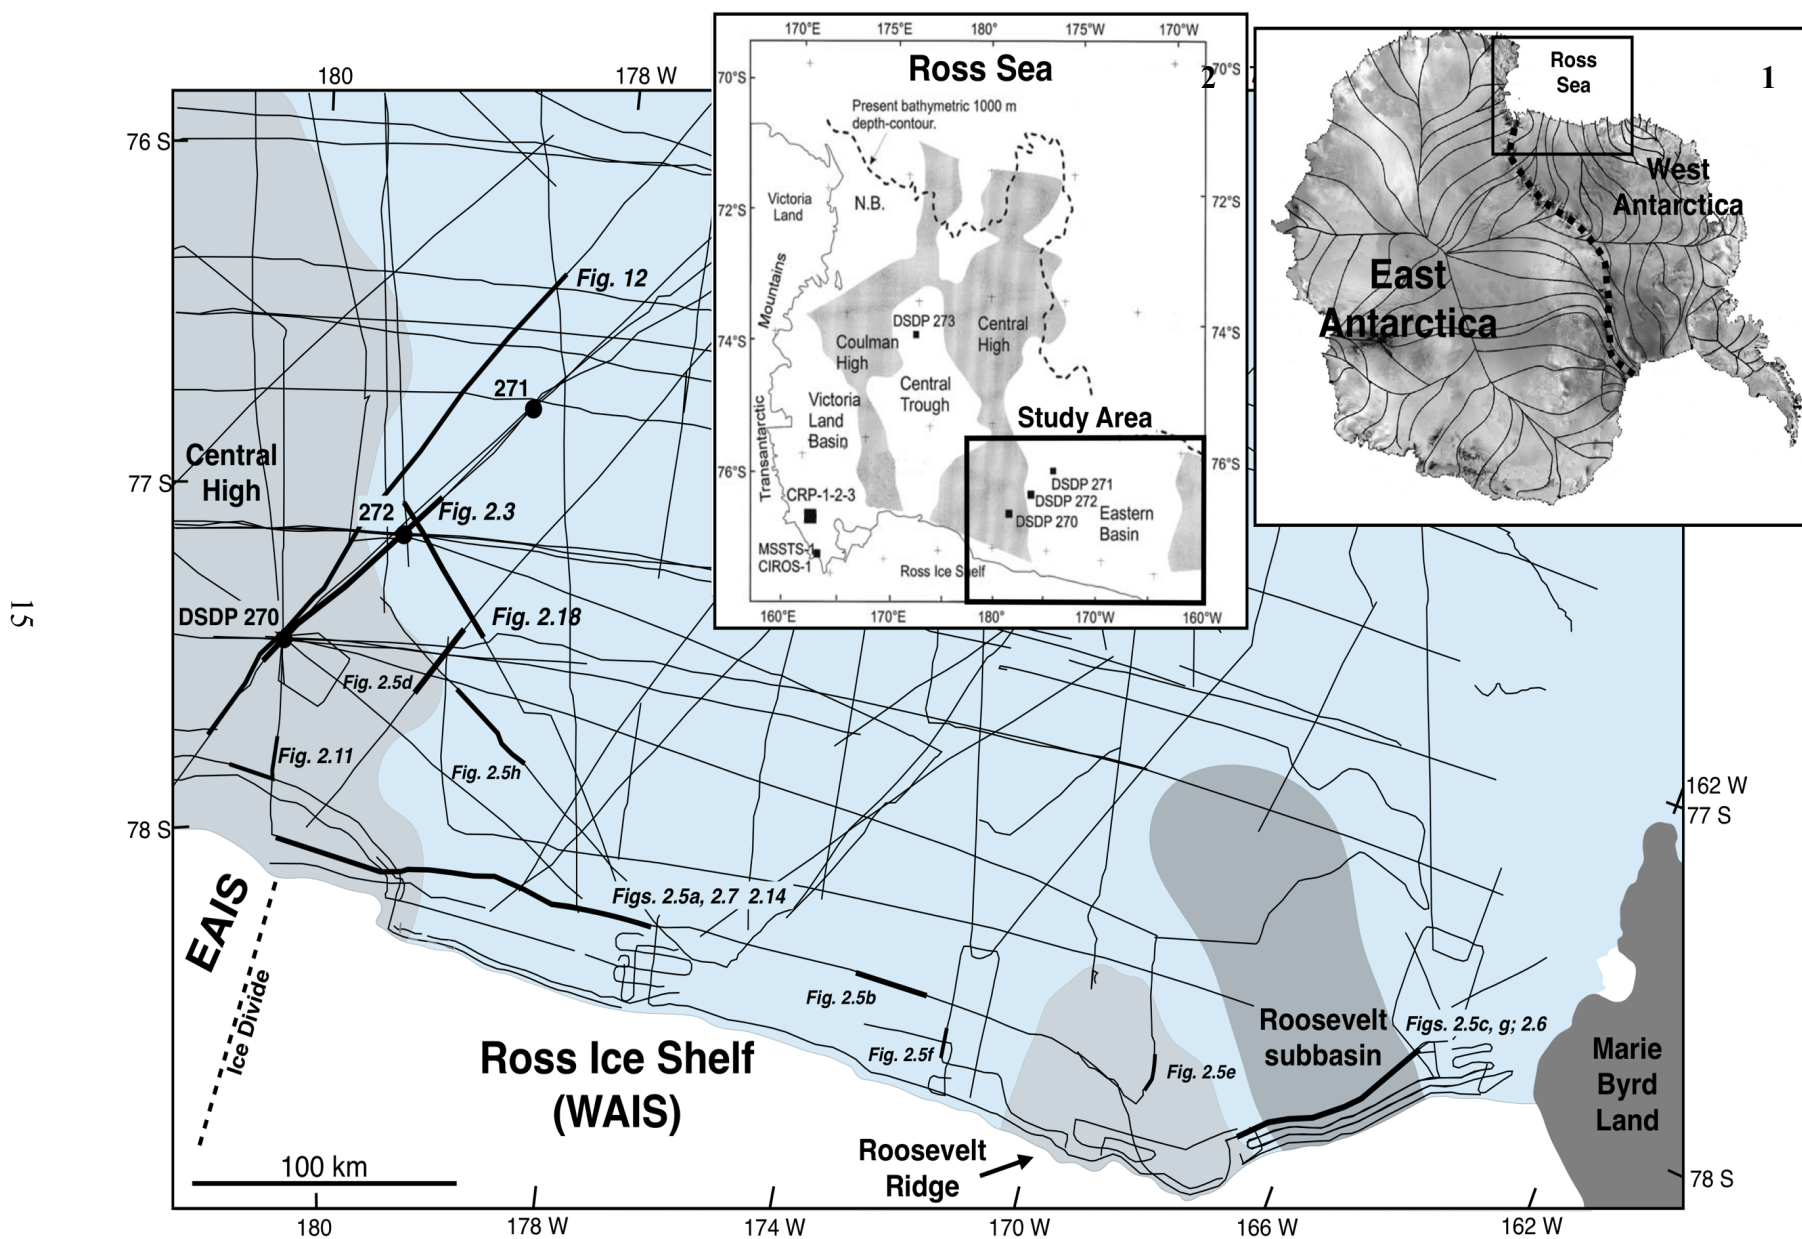 180
178 W
76 S
77 S
78 S
Fig. 12
271
Central
High
272
Fig. 2.3
DSDP 270
Fig. 2.18
Fig. 2.5d
Fig. 2.11
Fig. 2.5h
Figs. 2.5a, 2.7 2.14
EAIS
Ice Divide
Ross Ice Shelf
(WAIS)
Fig. 2.5b
Fig. 2.5f
Fig. 2.5e
Roosevelt
subbasin
Figs. 2.5c, g; 2.6
Marie
Byrd
Land
Roosevelt
Ridge
100 km
180
178 W
174 W
170 W
166 W
162 W
162 W
77 S
78 S
15
170°E
175°E
180°
175°W
170°W
Ross Sea
2
70°S
70°S
Present bathymetric 1000 m
depth-contour.
Victoria
Land
N.B.
72°S
72°S
Transantarctic
Mountains
DSDP 273
Coulman
High
Central
High
74°S
74°S
Central
Trough
Victoria
Land
Basin
Study Area
76°S
76°S
CRP-1-2-3
DSDP 271
DSDP 272
DSDP 270
Eastern
Basin
MSSTS-1
CIROS-1
Ross Ice Shelf
160°E
170°E
180°
170°W
160°W
Ross
Sea
1
West
Antarctica
East
Antarctica